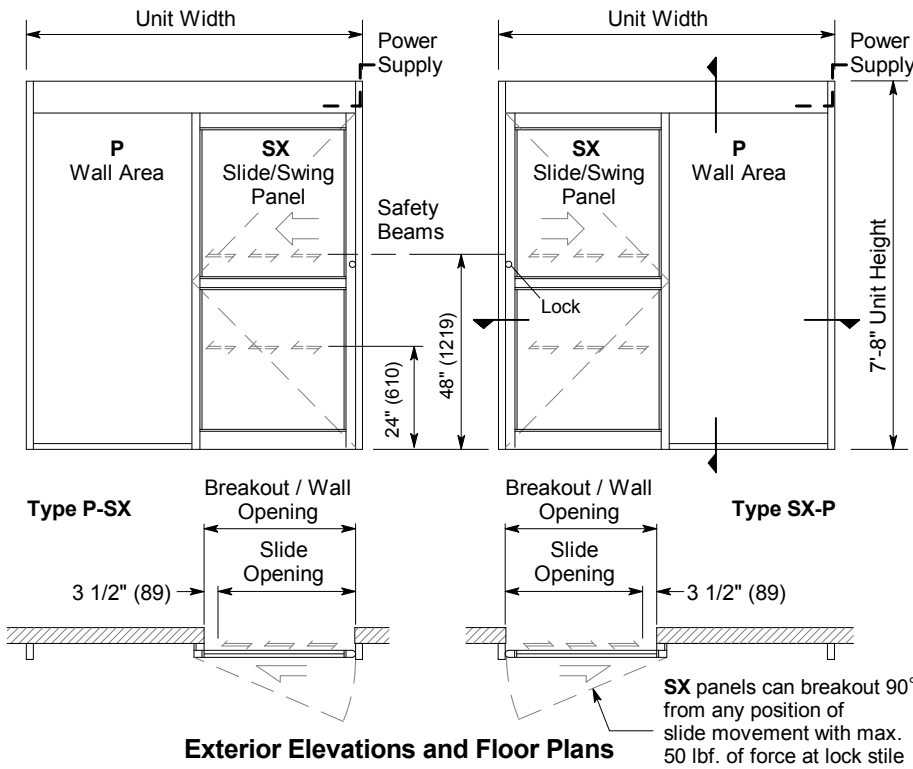 Unit Width
Unit Width
Power
Supply
Power
Supply
P
Wall Area
SX
Slide/Swing
Panel
Safety
Beams
SX
Slide/Swing
Panel
P
Wall Area
Lock
24" (610)
48" (1219)
7'-8" Unit Height
Type P-SX
Breakout / Wall
Opening
Slide
Opening
3 1/2" (89)
Breakout / Wall
Opening
Slide
Opening
3 1/2" (89)
Type SX-P
SX panels can breakout 90°
from any position of
slide movement with max.
50 lbf. of force at lock stile
Exterior Elevations and Floor Plans